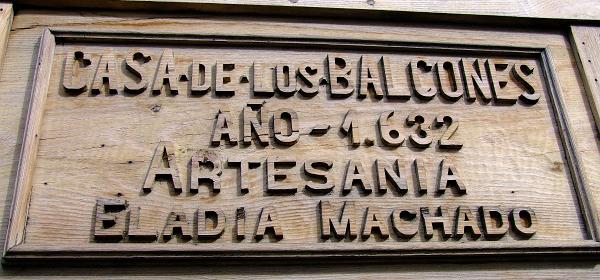 CASA·DE·LOS·BALCONES
AÑO - 1.632
ARTESANIA
ELADIA MACHADO